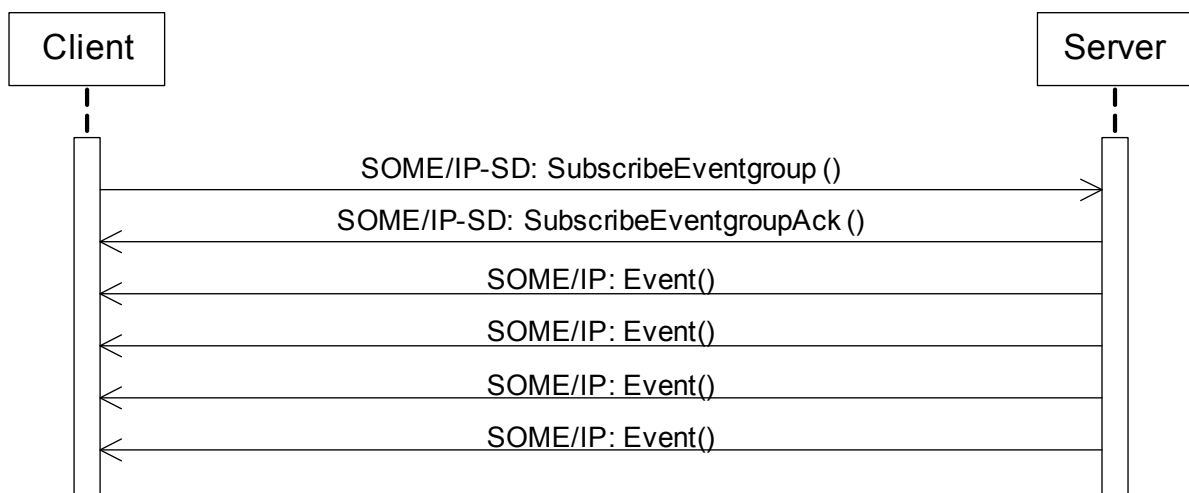 Client
Server
SOME/IP-SD: SubscribeEventgroup ()
SOME/IP-SD: SubscribeEventgroupAck ()
SOME/IP: Event()
SOME/IP: Event()
SOME/IP: Event()
SOME/IP: Event()